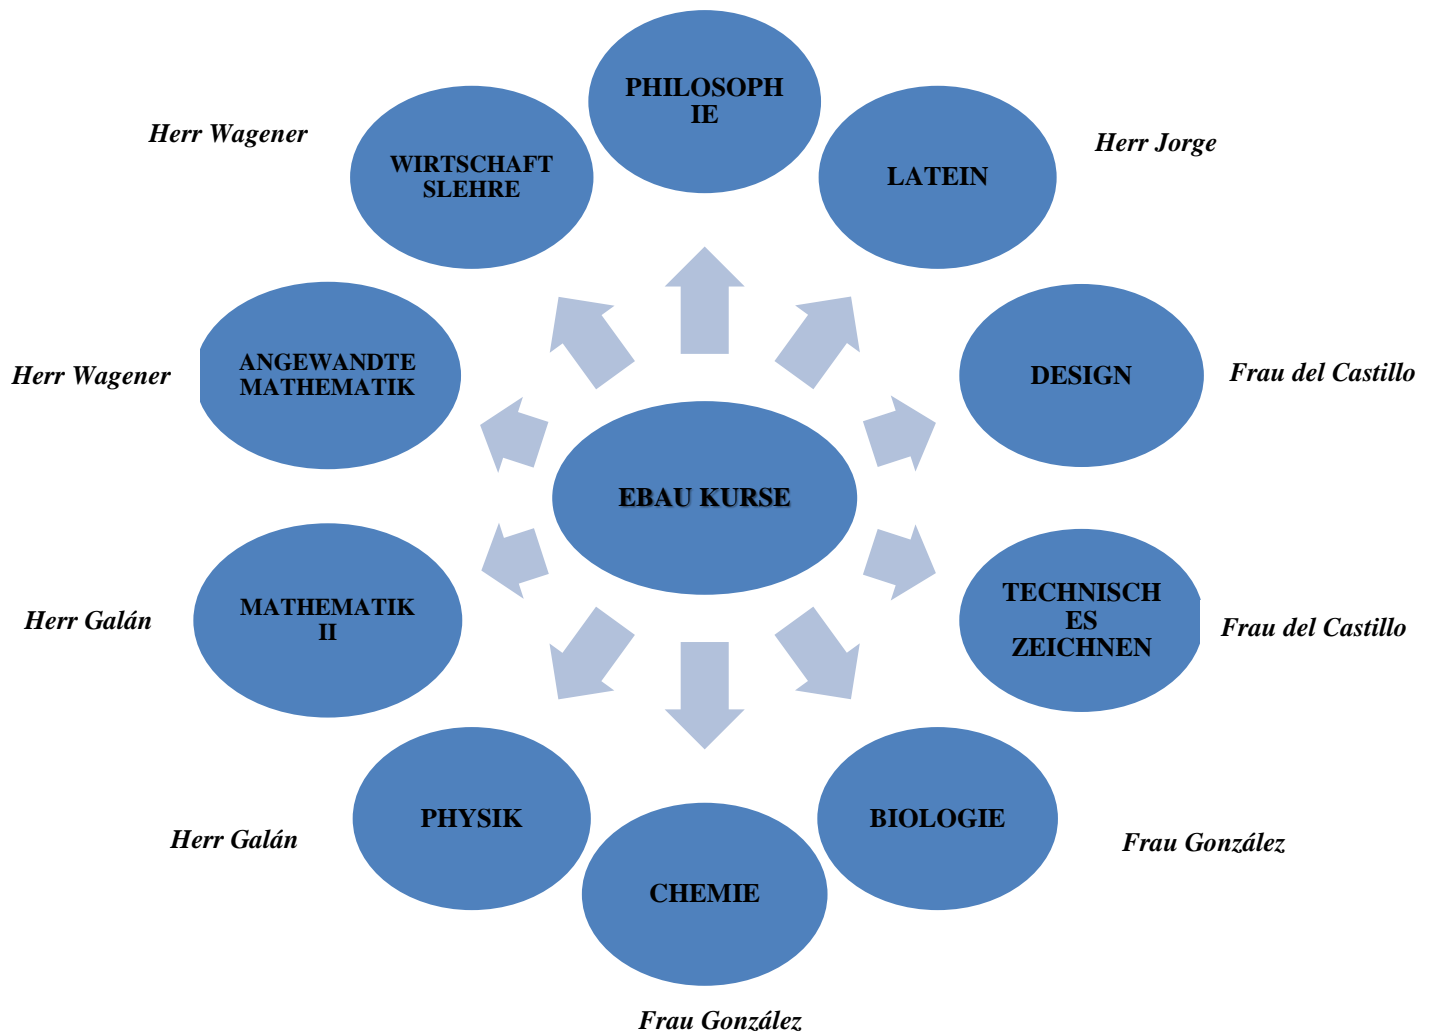 PHILOSOPH
IE
Herr Wagener
WIRTSCHAFT
SLEHRE
LATEIN
Herr Jorge
Herr Wagener
ANGEWANDTE
MATHEMATIK
DESIGN
Frau del Castillo
EBAU KURSE
Herr Galán
MATHEMATIK
II
TECHNISCH
ES
ZEICHNEN
Frau del Castillo
Herr Galán
PHYSIK
BIOLOGIE
Frau González
CHEMIE
Frau González